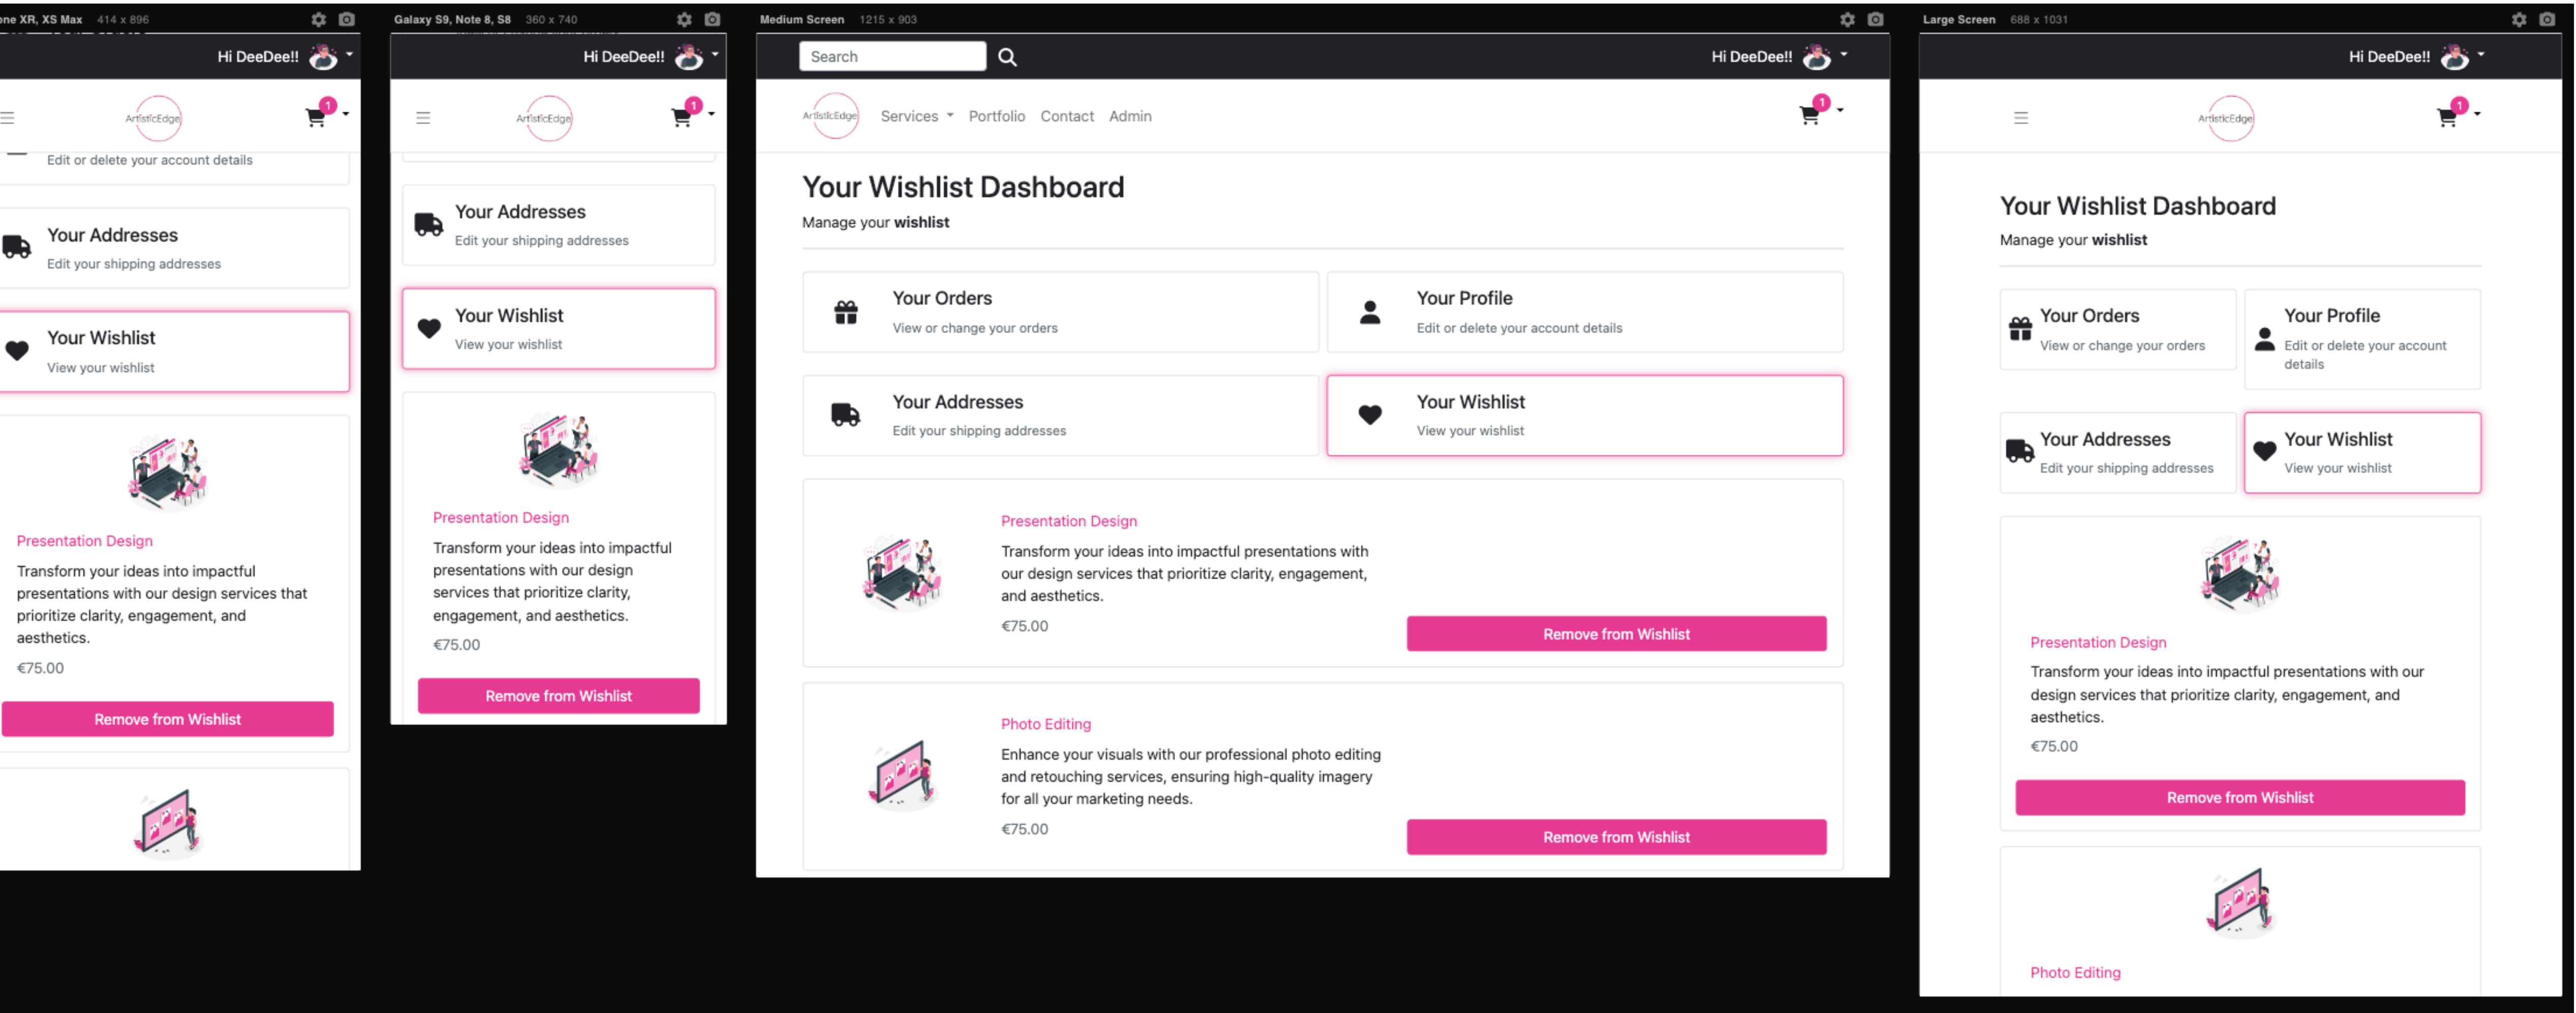 one XR, XS Max 414 x 896
Hi DeeDee!!
ArtisticEdge
1
Edit or delete your account details
Your Addresses
Edit your shipping addresses
Your Wishlist
View your wishlist
Presentation Design
Transform your ideas into impactful
presentations with our design services that
prioritize clarity, engagement, and
aesthetics.
€75.00
Remove from Wishlist
Galaxy S9, Note 8, S8 360 x 740
Hi DeeDee!!
ArtisticEdge
1
Your Addresses
Edit your shipping addresses
Your Wishlist
View your wishlist
Presentation Design
Transform your ideas into impactful
presentations with our design
services that prioritize clarity,
engagement, and aesthetics.
€75.00
Remove from Wishlist
Medium Screen 1215 x 903
Search
Hi DeeDee!!
ArtisticEdge Services Portfolio Contact Admin
1
Your Wishlist Dashboard
Manage your wishlist
Your Orders
View or change your orders
Your Profile
Edit or delete your account details
Your Addresses
Edit your shipping addresses
Your Wishlist
View your wishlist
Presentation Design
Transform your ideas into impactful presentations with
our design services that prioritize clarity, engagement,
and aesthetics.
€75.00
Remove from Wishlist
Photo Editing
Enhance your visuals with our professional photo editing
and retouching services, ensuring high-quality imagery
for all your marketing needs.
€75.00
Remove from Wishlist
Large Screen 688 x 1031
Hi DeeDee!!
ArtisticEdge
1
Your Wishlist Dashboard
Manage your wishlist
Your Orders
View or change your orders
Your Profile
Edit or delete your account
details
Your Addresses
Edit your shipping addresses
Your Wishlist
View your wishlist
Presentation Design
Transform your ideas into impactful presentations with our
design services that prioritize clarity, engagement, and
aesthetics.
€75.00
Remove from Wishlist
Photo Editing